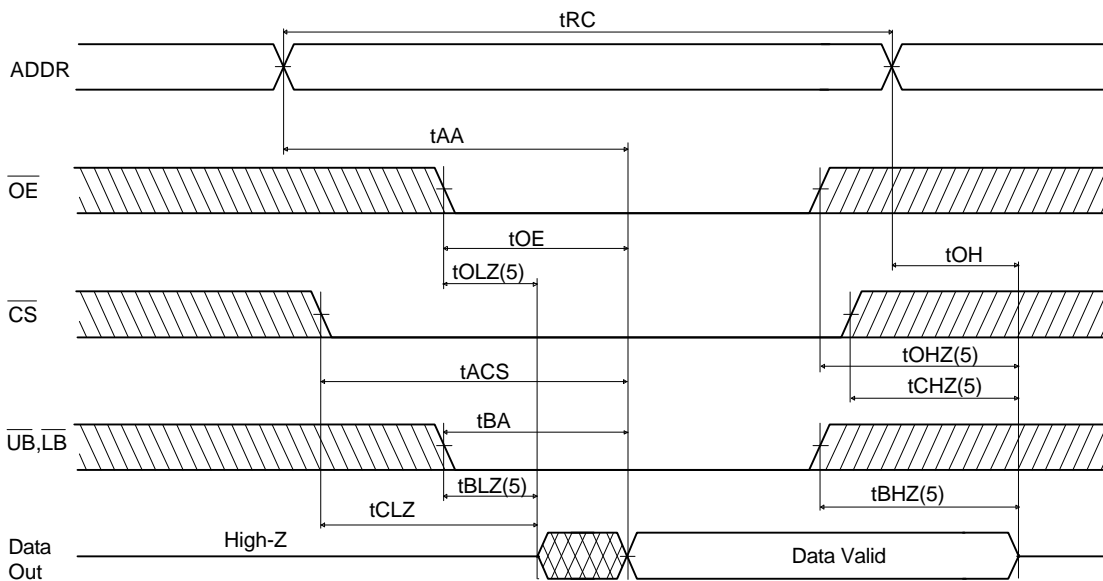 tRC
ADDR
tAA
OE
tOE
tOH
tOLZ(5)
CS
tOHZ(5)
tACS
tCHZ(5)
UB,LB
tBA
tBLZ(5)
tBHZ(5)
tCLZ
High-Z
Data
Out
Data Valid